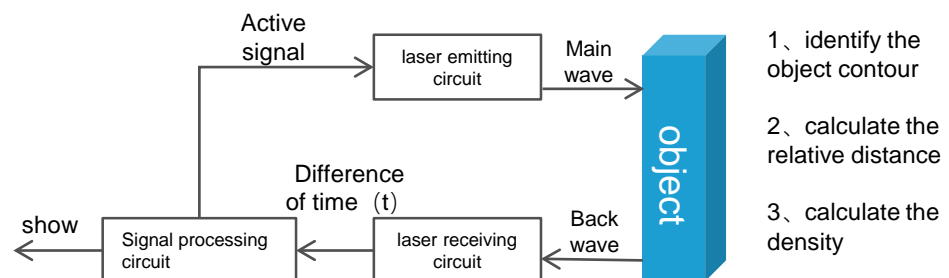 Active
signal
laser emitting
circuit
Main
wave
object
Difference
of time（t）
show
Signal processing
circuit
laser receiving
circuit
Back
wave
1、identify the
object contour
2、calculate the
relative distance
3、calculate the
density